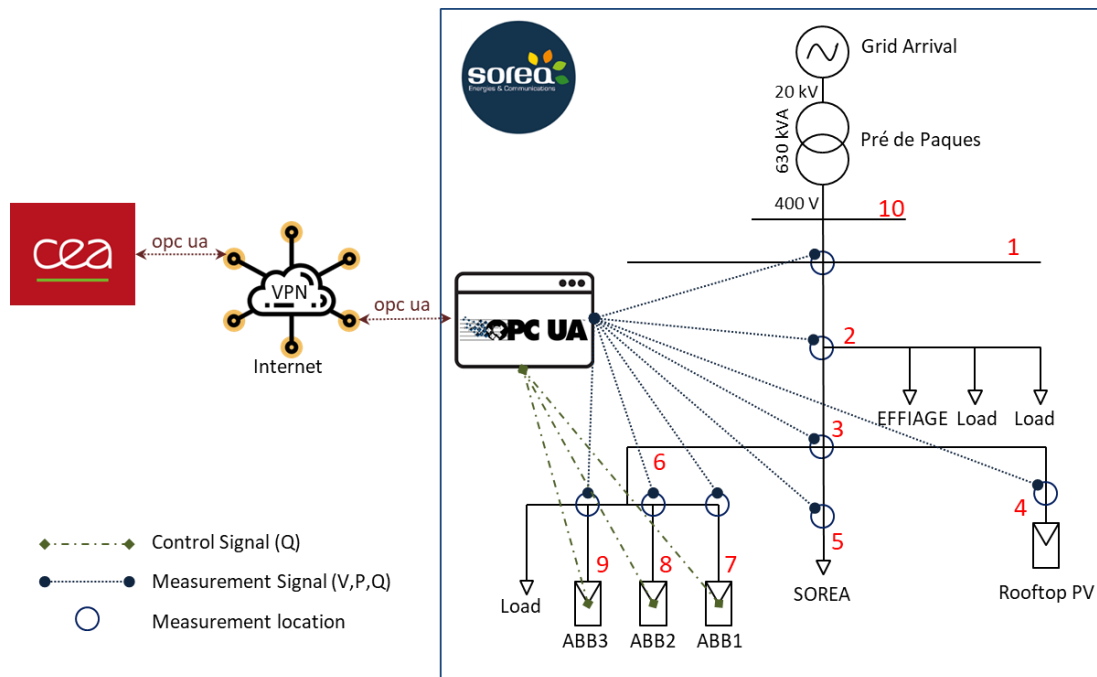 sorea
Energies & Communications
Grid Arrival
20 kV
630 kVA
Pré de Paques
400 V
10
cea
opc ua
VPN
Internet
opc ua
OPC UA
1
2
EFFIAGE
Load
Load
3
6
4
5
9
8
7
Load
ABB3
ABB2
ABB1
SOREA
Rooftop PV
Control Signal (Q)
Measurement Signal (V,P,Q)
Measurement location